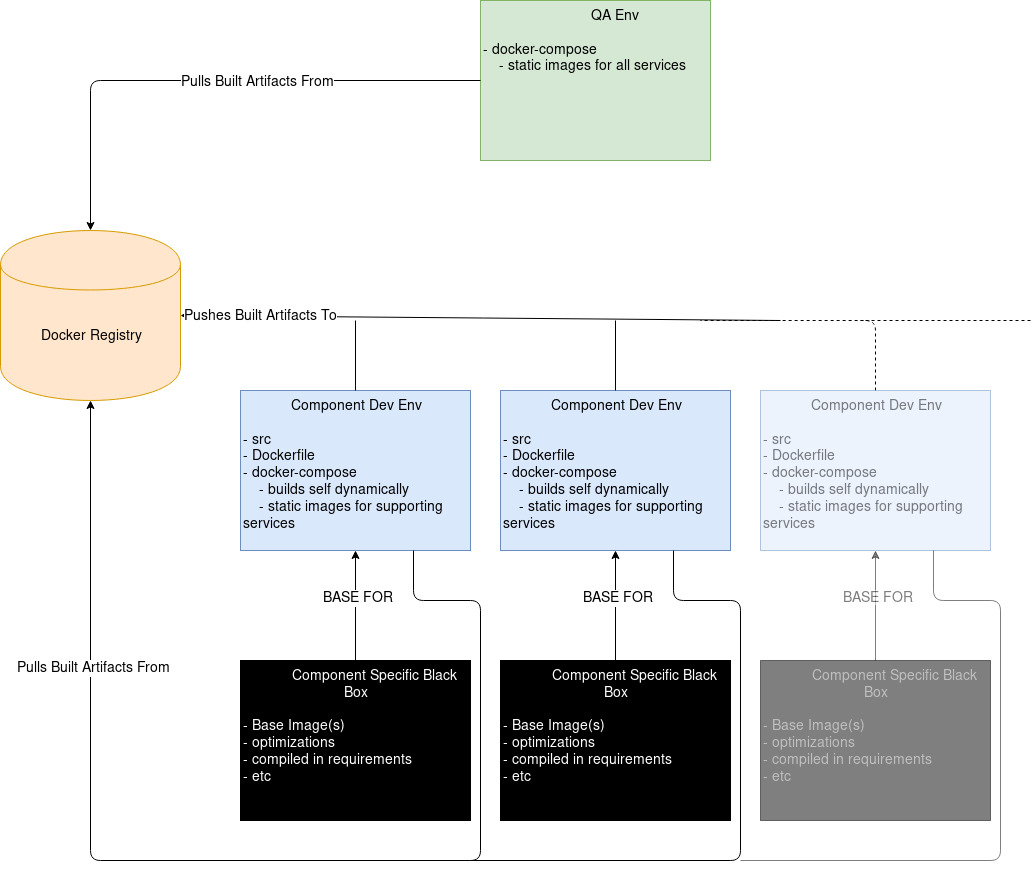 QA Env
- docker-compose
- static images for all services
Pulls Built Artifacts From
Docker Registry
Pushes Built Artifacts To
Component Dev Env
- src
- Dockerfile
- docker-compose
- builds self dynamically
- static images for supporting
services
Component Dev Env
- src
- Dockerfile
- docker-compose
- builds self dynamically
- static images for supporting
services
Component Dev Env
- src
- Dockerfile
- docker-compose
- builds self dynamically
- static images for supporting
services
BASE FOR
BASE FOR
BASE FOR
Pulls Built Artifacts From
Component Specific Black
Box
- Base Image(s)
- optimizations
- compiled in requirements
- etc
Component Specific Black
Box
- Base Image(s)
- optimizations
- compiled in requirements
- etc
Component Specific Black
Box
- Base Image(s)
- optimizations
- compiled in requirements
- etc